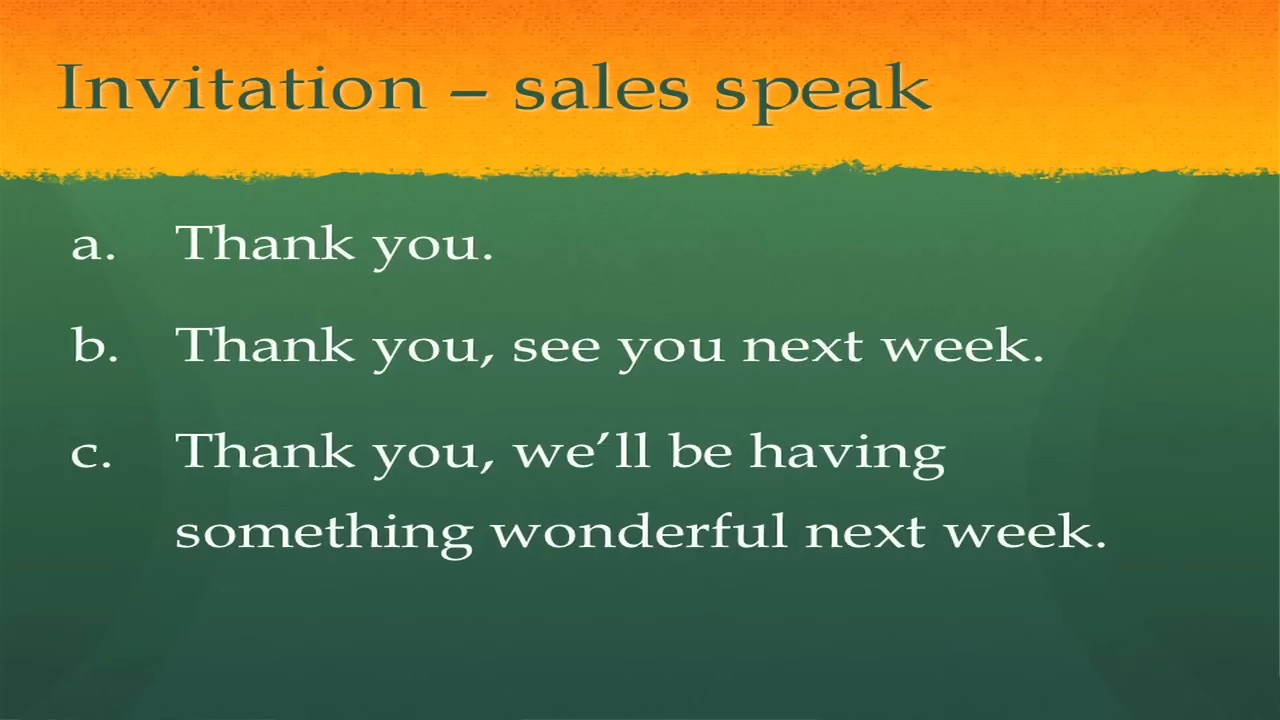 Invitation – sales speak
a. Thank you.
b. Thank you, see you next week.
c. Thank you, we’ll be having
something wonderful next week.